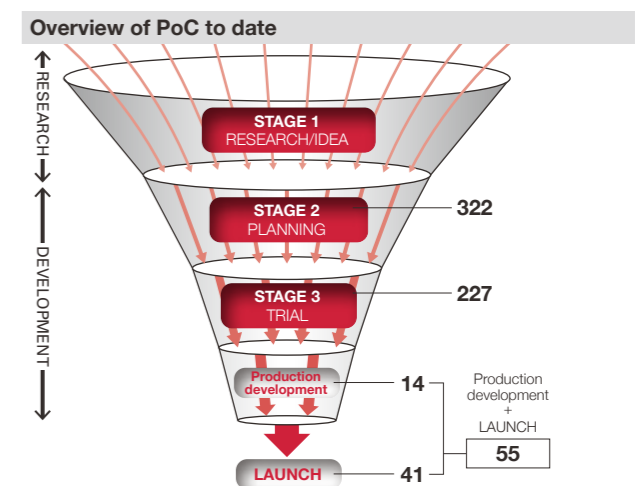 Overview of PoC to date
RESEARCH
STAGE 1
RESEARCH/IDEA
STAGE 2
PLANNING
322
DEVELOPMENT
STAGE 3
TRIAL
227
Production
development
14
Production
development
+
LAUNCH
55
LAUNCH
41